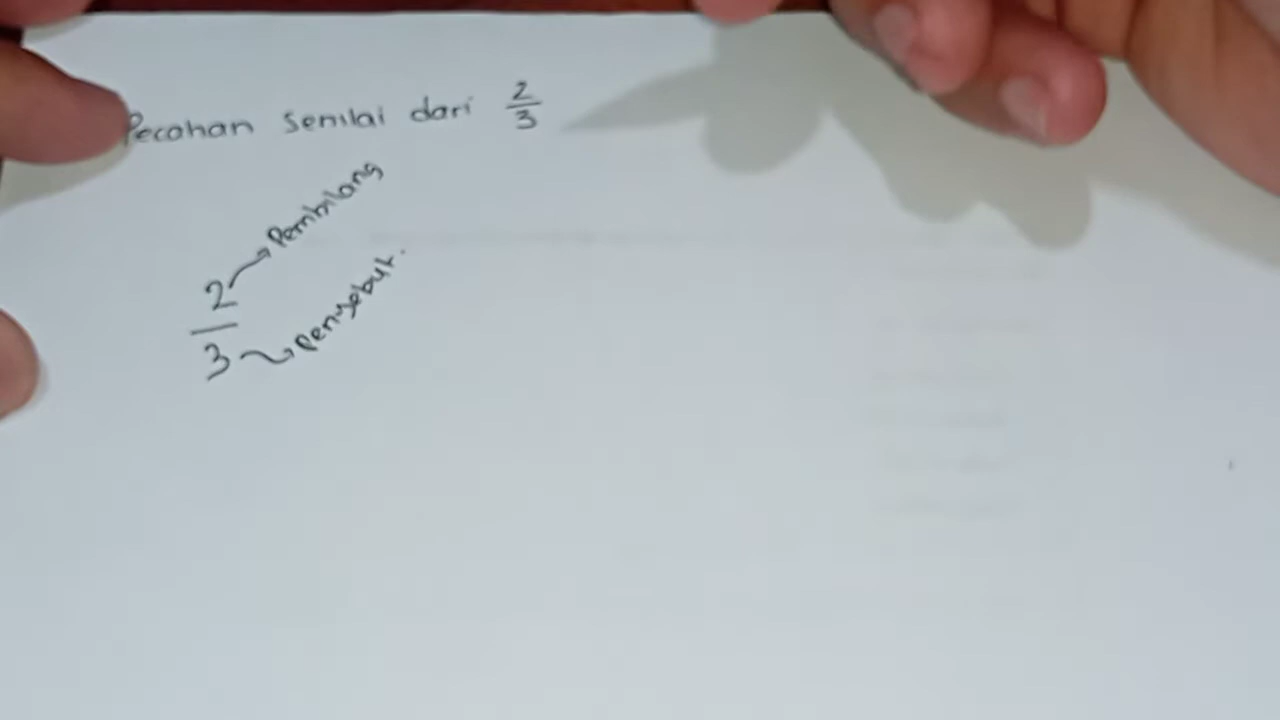 Pecahan senilai dari 2/3
2 → Pembilang
3 → Penyebut.